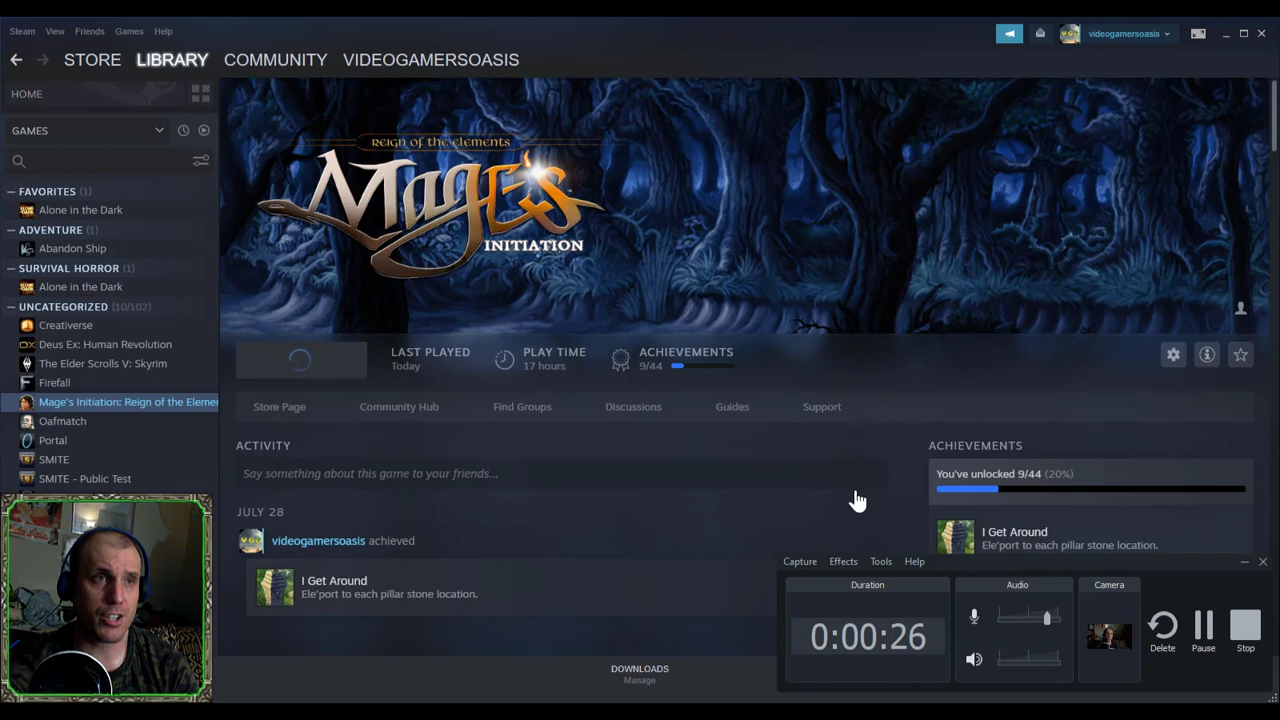 Steam View Friends Games Help
videogamersoasis
STORE LIBRARY COMMUNITY VIDEOGAMERSOASIS
HOME
GAMES
FAVORITES (1)
Alone in the Dark
ADVENTURE (1)
Abandon Ship
SURVIVAL HORROR (1)
Alone in the Dark
UNCATEGORIZED (10/102)
Creativerse
Deus Ex: Human Revolution
The Elder Scrolls V: Skyrim
Firefall
Mage's Initiation: Reign of the Elemen
Oafmatch
Portal
SMITE
SMITE - Public Test
REIGN OF THE ELEMENTS
MAGE'S
INITIATION
LAST PLAYED
Today
PLAY TIME
17 hours
ACHIEVEMENTS
9/44
Store Page Community Hub Find Groups Discussions Guides Support
ACTIVITY
Say something about this game to your friends...
JULY 28
videogamersoasis achieved
I Get Around
Ele'port to each pillar stone location.
ACHIEVEMENTS
You've unlocked 9/44 (20%)
I Get Around
Ele'port to each pillar stone location.
DOWNLOADS
Manage
Capture Effects Tools Help
Duration Audio Camera
0:00:26
Delete Pause Stop